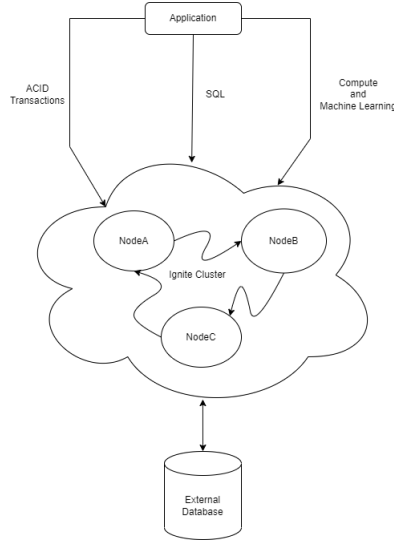 Application
ACID
Transactions
SQL
Compute
and
Machine Learning
NodeA
NodeB
Ignite Cluster
NodeC
External
Database